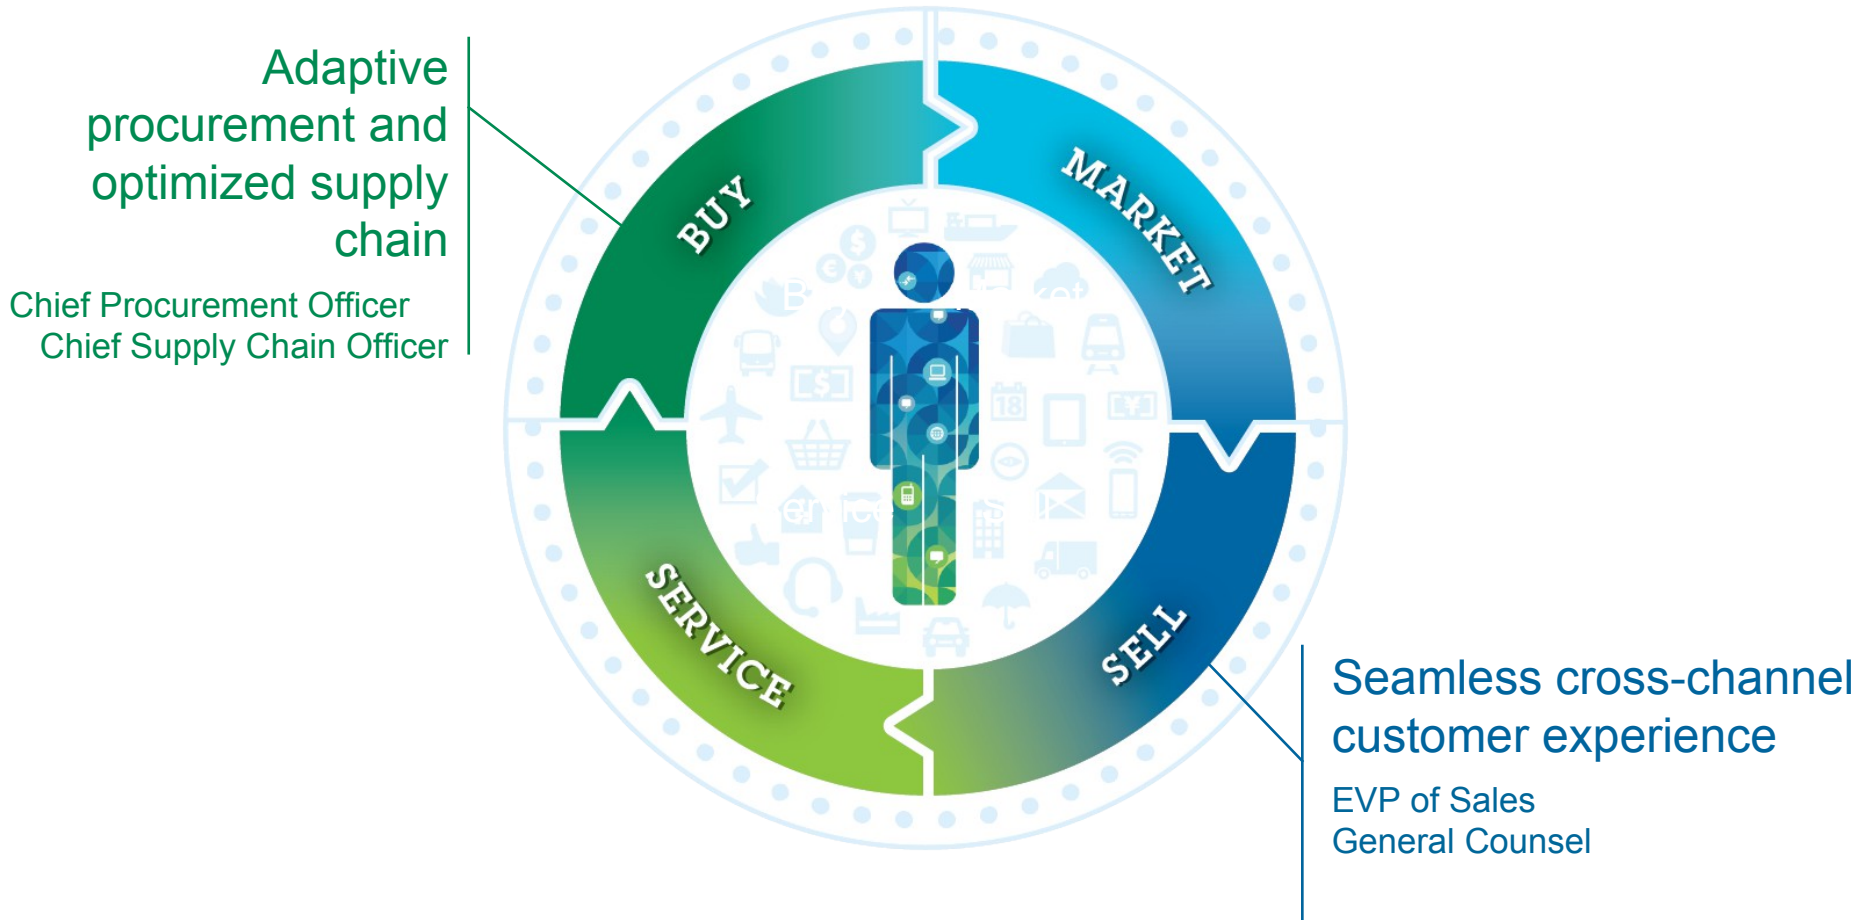 Adaptive
procurement and
optimized supply
chain
Chief Procurement Officer
Chief Supply Chain Officer
BUY
MARKET
SERVICE
SELL
18
Seamless cross-channel
customer experience
EVP of Sales
General Counsel